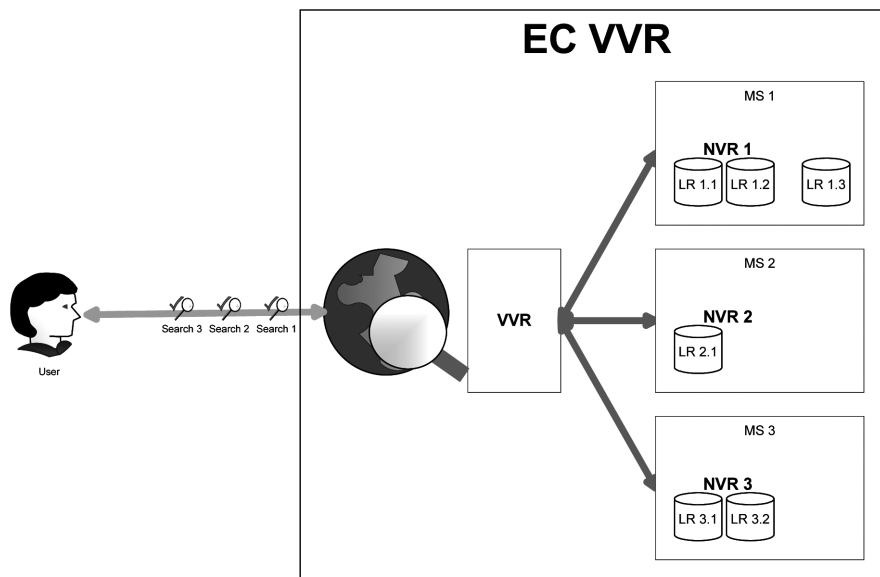 EC VVR
MS 1
NVR 1
LR 1.1 LR 1.2 LR 1.3
MS 2
VVR
NVR 2
Search 3 Search 2 Search 1
LR 2.1
User
MS 3
NVR 3
LR 3.1 LR 3.2